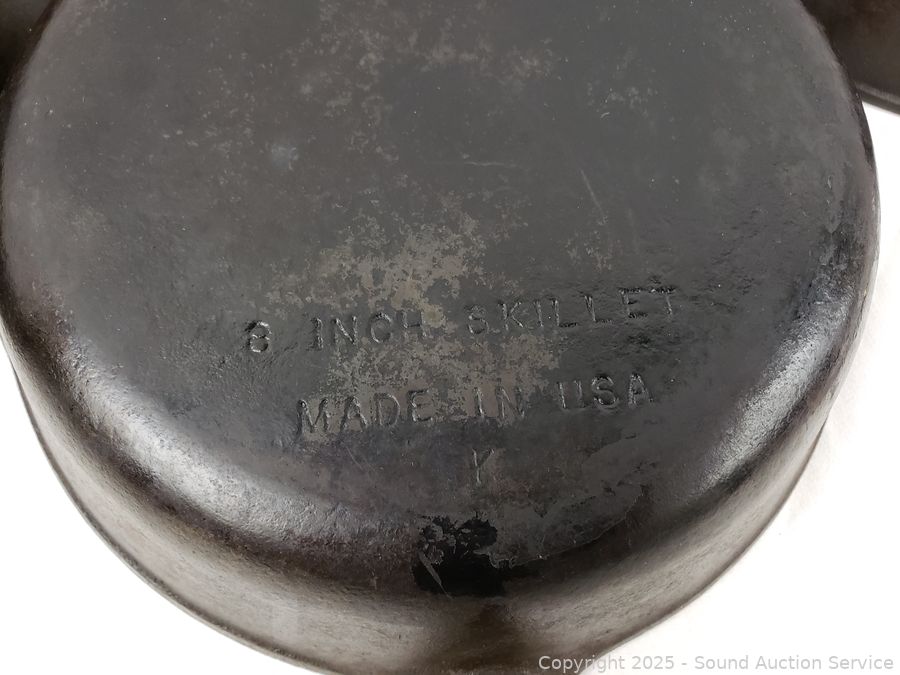 8 INCH SKILLET
MADE IN USA
Y
Copyright 2025 - Sound Auction Service